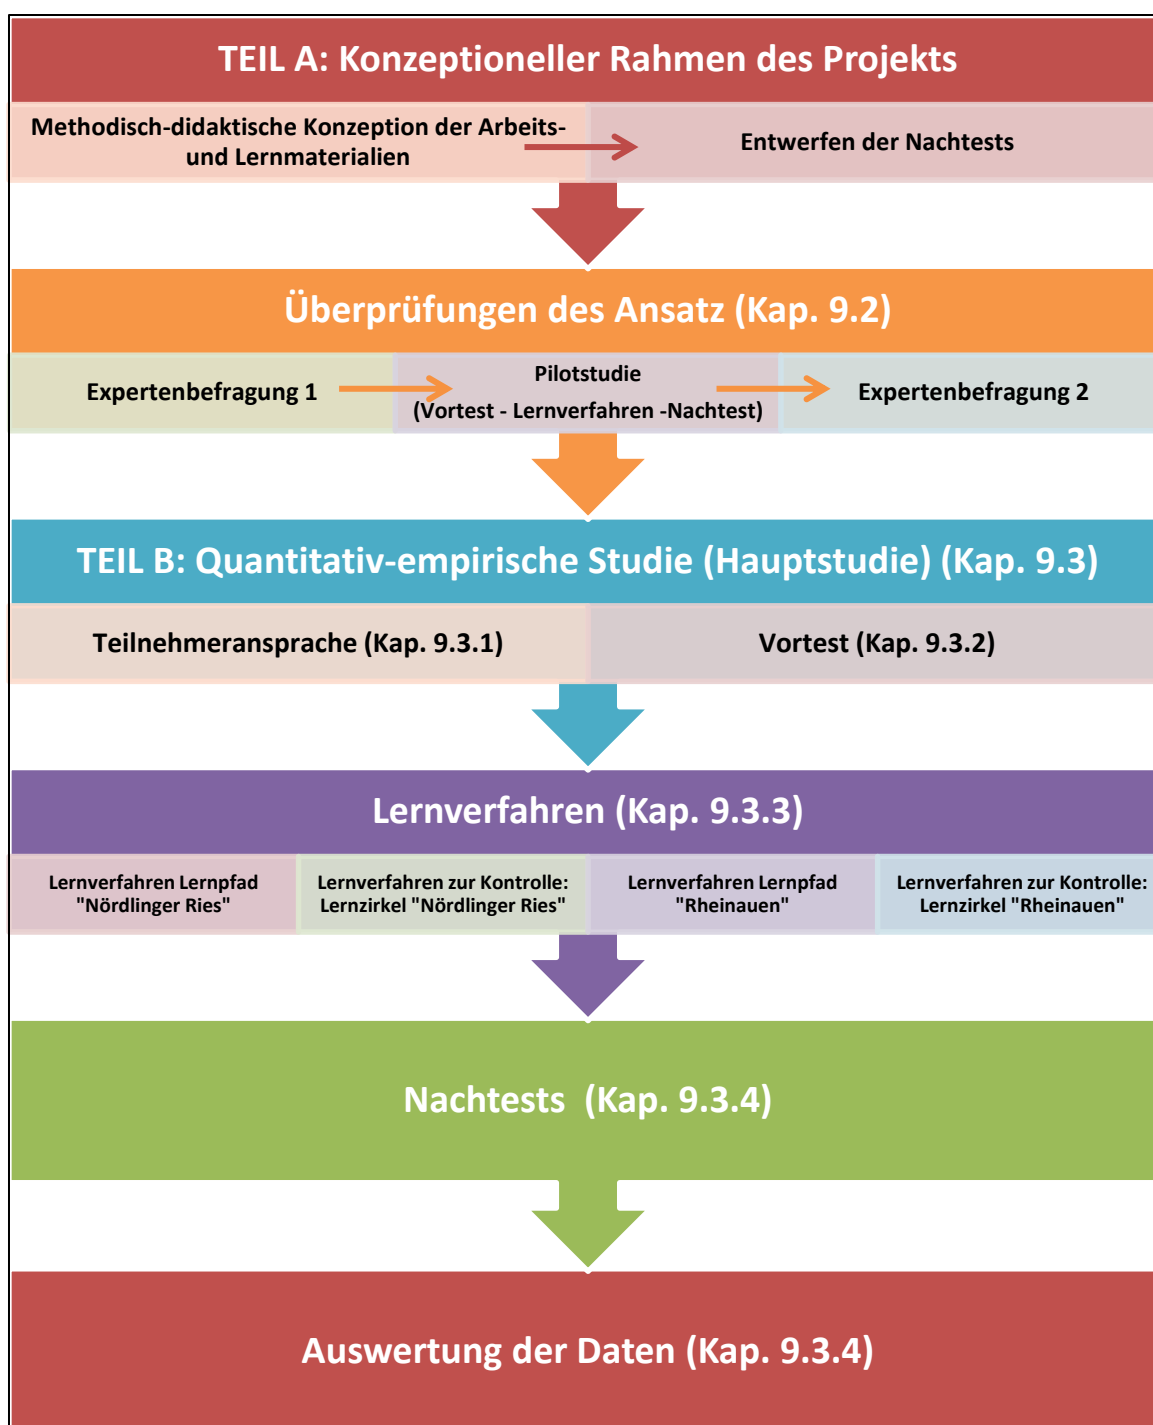 TEIL A: Konzeptioneller Rahmen des Projekts
Methodisch-didaktische Konzeption der Arbeits-
und Lernmaterialien
Entwerfen der Nachtests
Überprüfungen des Ansatz (Kap. 9.2)
Expertenbefragung 1
Pilotstudie
(Vortest - Lernverfahren -Nachtest)
Expertenbefragung 2
TEIL B: Quantitativ-empirische Studie (Hauptstudie) (Kap. 9.3)
Teilnehmeransprache (Kap. 9.3.1)
Vortest (Kap. 9.3.2)
Lernverfahren (Kap. 9.3.3)
Lernverfahren Lernpfad
"Nördlinger Ries"
Lernverfahren zur Kontrolle:
Lernzirkel "Nördlinger Ries"
Lernverfahren Lernpfad
"Rheinauen"
Lernverfahren zur Kontrolle:
Lernzirkel "Rheinauen"
Nachtests (Kap. 9.3.4)
Auswertung der Daten (Kap. 9.3.4)